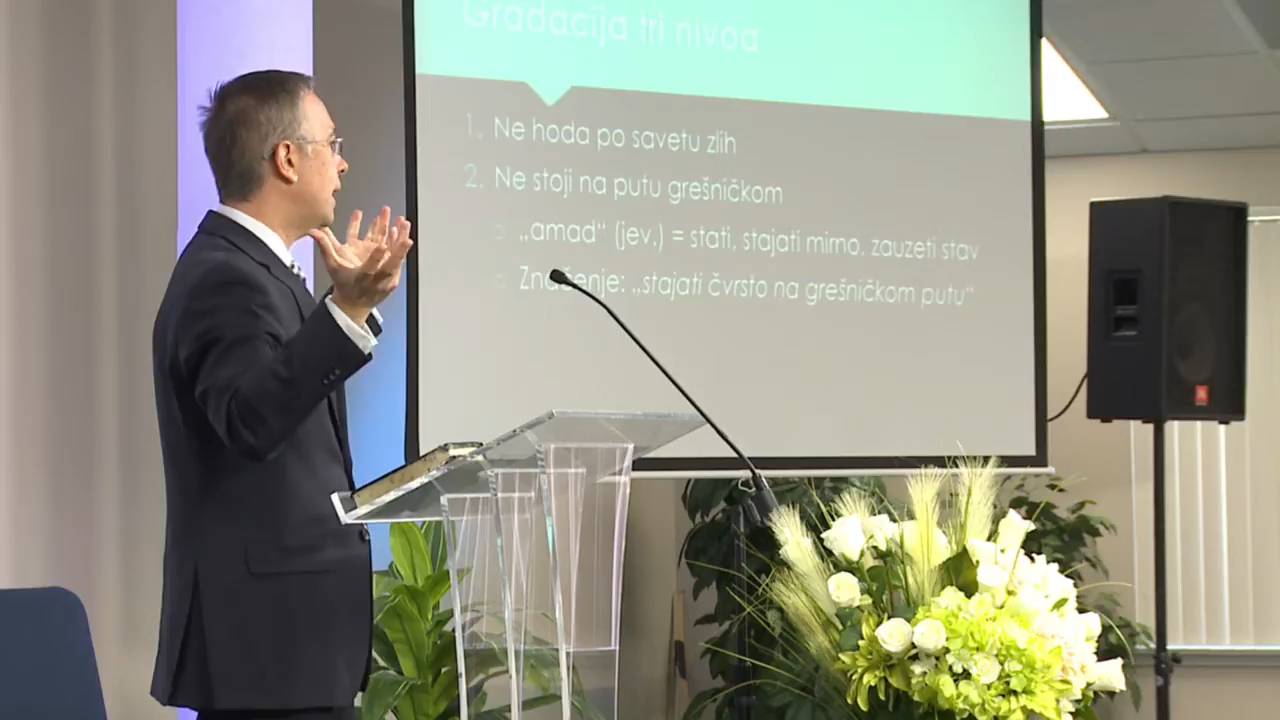 Gradacija tri nivoa
1. Ne hoda po savetu zlih
2. Ne stoji na putu grešničkom
„amad“ (jev.) = stati, stajati mirno, zauzeti stav
Značenje: „stajati čvrsto na grešničkom putu“